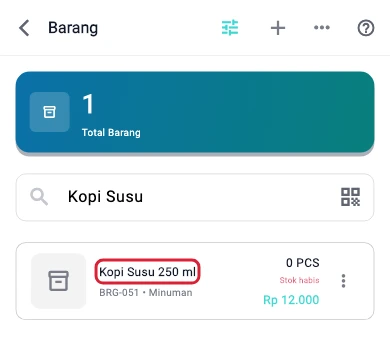 Barang
1
Total Barang
Kopi Susu
Kopi Susu 250 ml
BRG-051 • Minuman
0 PCS
Stok habis
Rp 12.000